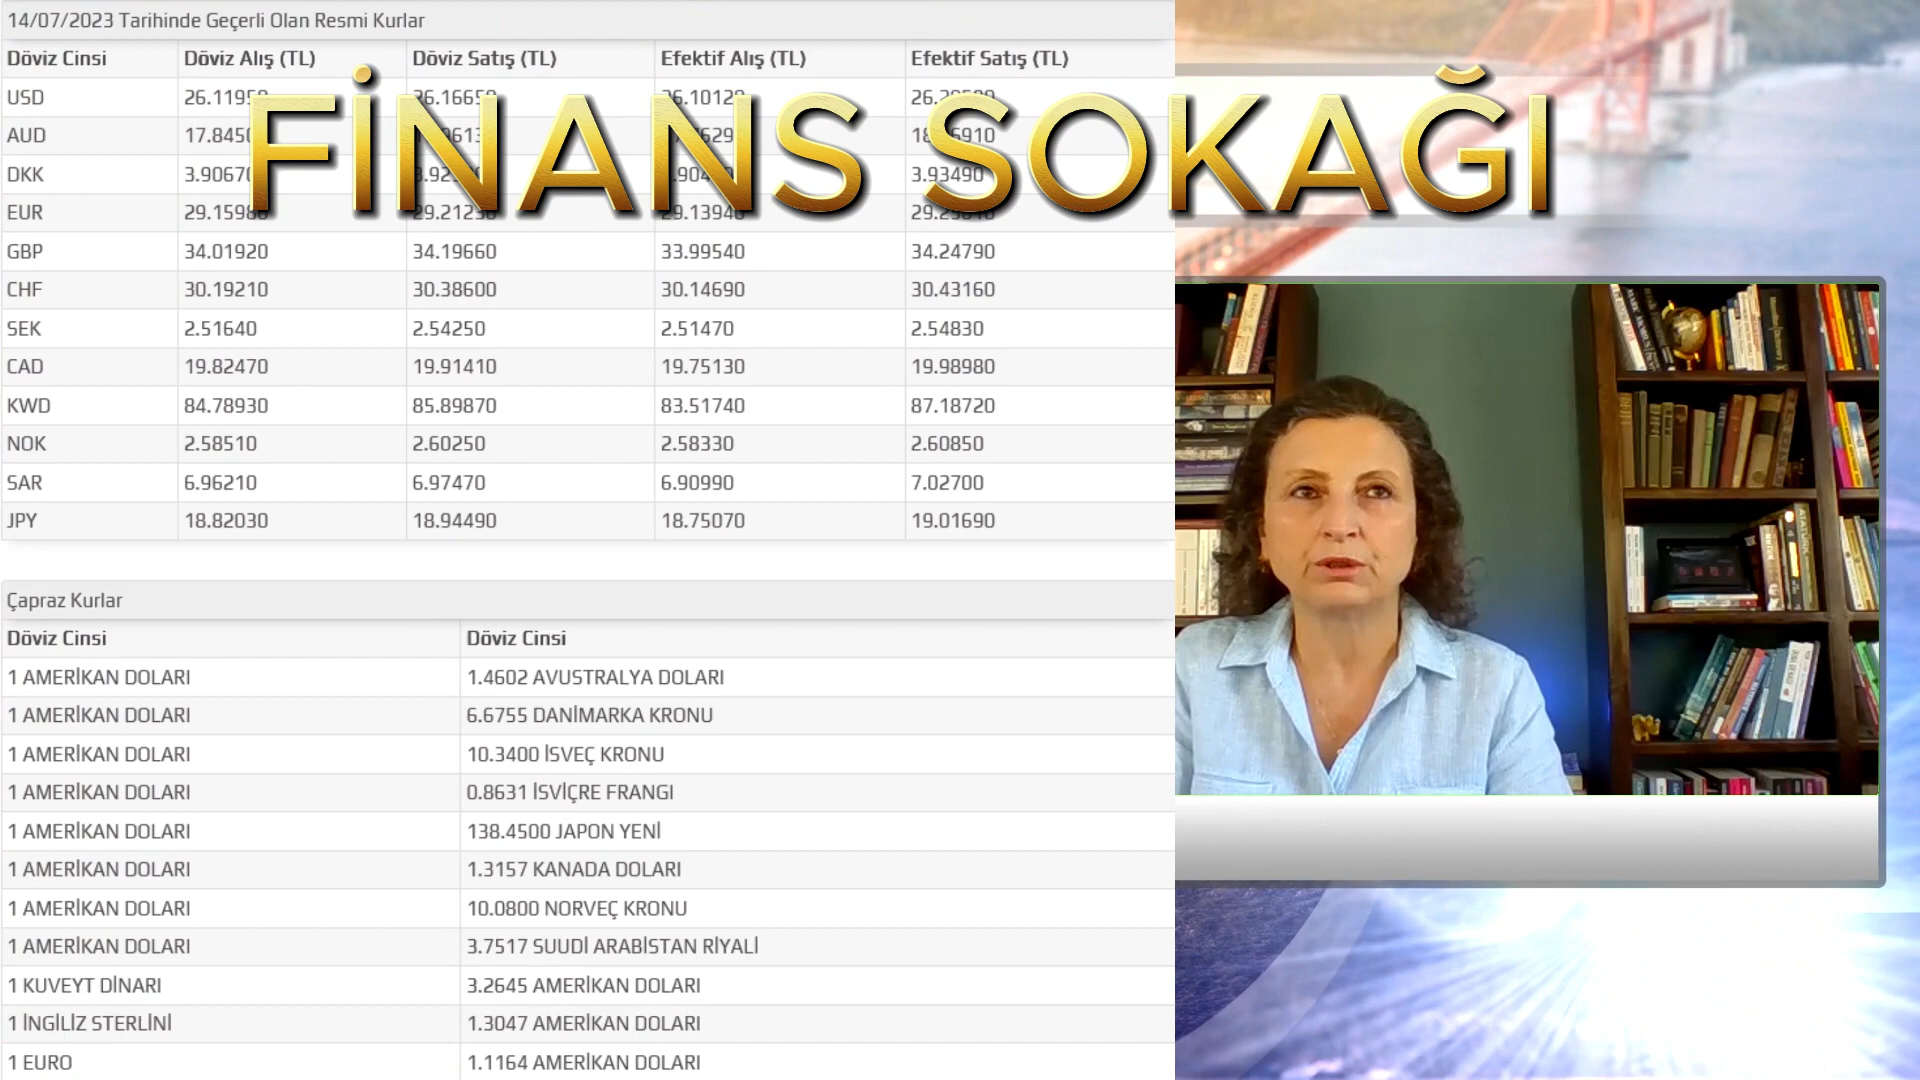 14/07/2023 Tarihinde Geçerli Olan Resmi Kurlar
Döviz Cinsi Döviz Alış (TL) Döviz Satış (TL) Efektif Alış (TL) Efektif Satış (TL)
FİNANS SOKAĞI
USD
AUD
DKK 3.93490
EUR
GBP 34.01920 34.19660 33.99540 34.24790
CHF 30.19210 30.38600 30.14690 30.43160
SEK 2.51640 2.54250 2.51470 2.54830
CAD 19.82470 19.91410 19.75130 19.98980
KWD 84.78930 85.89870 83.51740 87.18720
NOK 2.58510 2.60250 2.58330 2.60850
SAR 6.96210 6.97470 6.90990 7.02700
JPY 18.82030 18.94490 18.75070 19.01690
Çapraz Kurlar
Döviz Cinsi Döviz Cinsi
1 AMERİKAN DOLARI 1.4602 AVUSTRALYA DOLARI
1 AMERİKAN DOLARI 6.6755 DANİMARKA KRONU
1 AMERİKAN DOLARI 10.3400 İSVEÇ KRONU
1 AMERİKAN DOLARI 0.8631 İSVİÇRE FRANGI
1 AMERİKAN DOLARI 138.4500 JAPON YENİ
1 AMERİKAN DOLARI 1.3157 KANADA DOLARI
1 AMERİKAN DOLARI 10.0800 NORVEÇ KRONU
1 AMERİKAN DOLARI 3.7517 SUUDİ ARABİSTAN RİYALİ
1 KUVEYT DİNARI 3.2645 AMERİKAN DOLARI
1 İNGİLİZ STERLİNİ 1.3047 AMERİKAN DOLARI
1 EURO 1.1164 AMERİKAN DOLARI